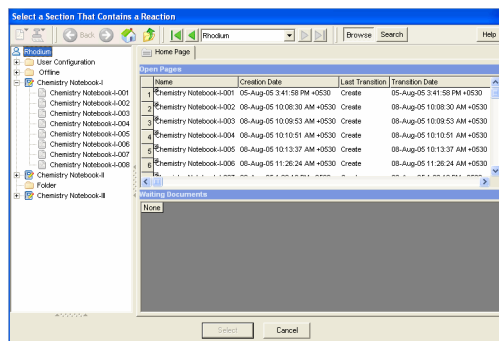 Select a Section That Contains a Reaction
Back Rhodium Browse Search Help
Rhodium
User Configuration
Offline
Chemistry Notebook-I
Chemistry Notebook-I-001
Chemistry Notebook-I-002
Chemistry Notebook-I-003
Chemistry Notebook-I-004
Chemistry Notebook-I-005
Chemistry Notebook-I-006
Chemistry Notebook-I-007
Chemistry Notebook-I-008
Chemistry Notebook-II
Folder
Chemistry Notebook-III
Home Page
Open Pages
Name Creation Date Last Transition Transition Date
1 Chemistry Notebook-I-001 05-Aug-05 3:41:58 PM +0530 Create 05-Aug-05 3:41:58 PM +0530
2 Chemistry Notebook-I-002 08-Aug-05 10:08:30 AM +0530 Create 08-Aug-05 10:08:30 AM +0530
3 Chemistry Notebook-I-003 08-Aug-05 10:09:53 AM +0530 Create 08-Aug-05 10:09:53 AM +0530
4 Chemistry Notebook-I-004 08-Aug-05 10:10:51 AM +0530 Create 08-Aug-05 10:10:51 AM +0530
5 Chemistry Notebook-I-005 08-Aug-05 10:13:37 AM +0530 Create 08-Aug-05 10:13:37 AM +0530
6 Chemistry Notebook-I-006 08-Aug-05 11:26:24 AM +0530 Create 08-Aug-05 11:26:24 AM +0530
Waiting Documents
None
Select Cancel